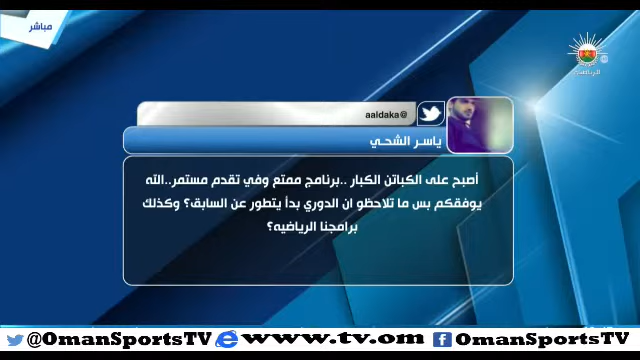 مباشر
الرياضية
@aaldaka
ياسر الشحي
أصبح على الكباتن الكبار ..برنامج ممتع وفي تقدم مستمر..الله
يوفقكم بس ما تلاحظو ان الدوري بدأ يتطور عن السابق؟ وكذلك
برامجنا الرياضيه؟
@OmanSportsTV www.tv.om OmanSportsTV